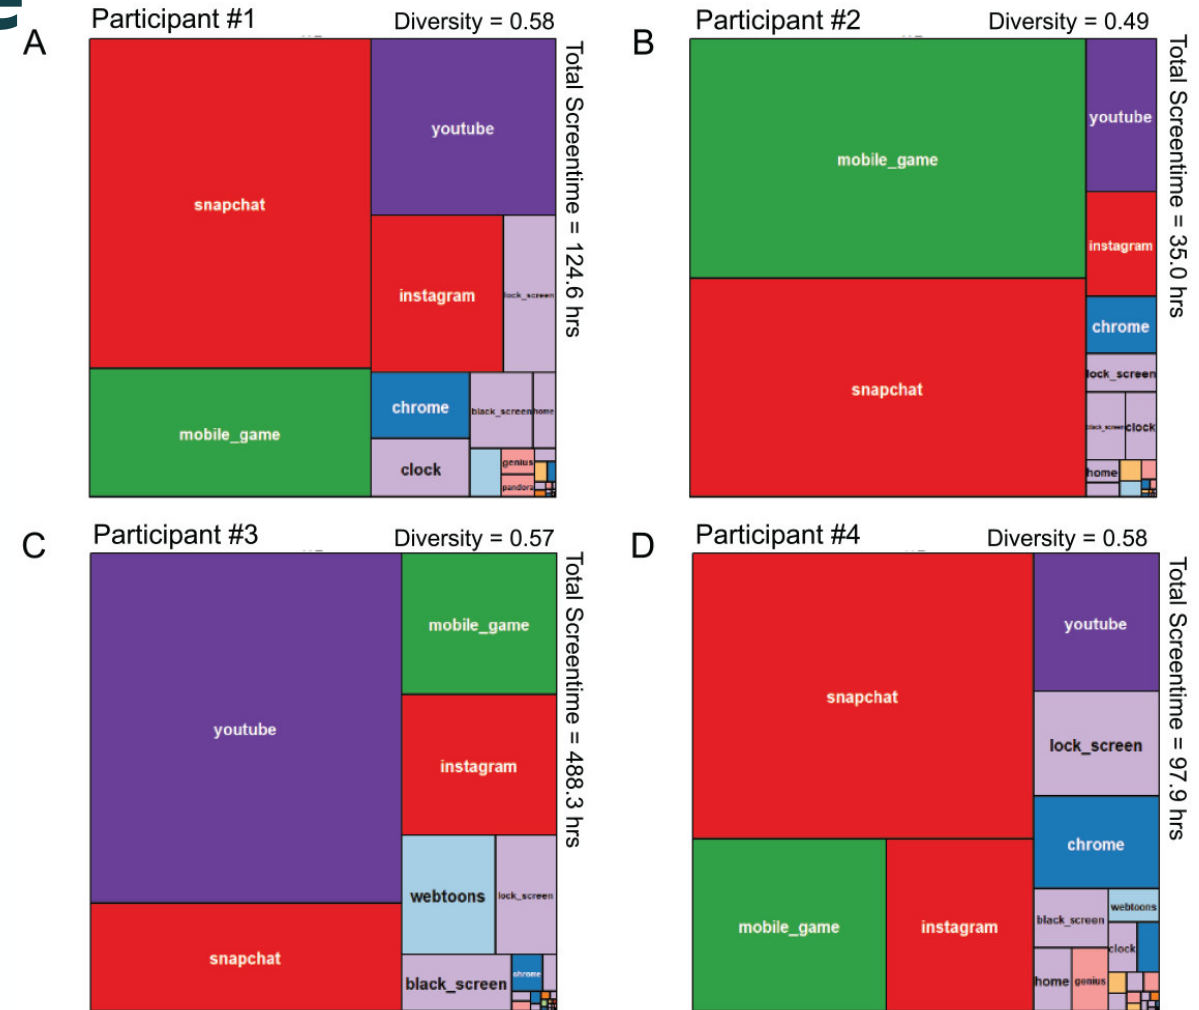 Participant #1
Diversity = 0.58
A
Total Screentime = 124.6 hrs
snapchat
youtube
instagram
lock_screen
mobile_game
chrome
black_screen
home
clock
genius
pandora
Participant #2
Diversity = 0.49
B
Total Screentime = 35.0 hrs
mobile_game
youtube
instagram
chrome
snapchat
lock_screen
black_screen
clock
home
Participant #3
Diversity = 0.57
C
Total Screentime = 488.3 hrs
youtube
mobile_game
instagram
webtoons
lock_screen
snapchat
black_screen
chrome
Participant #4
Diversity = 0.58
D
Total Screentime = 97.9 hrs
snapchat
youtube
lock_screen
chrome
mobile_game
instagram
black_screen
webtoons
clock
home
genius